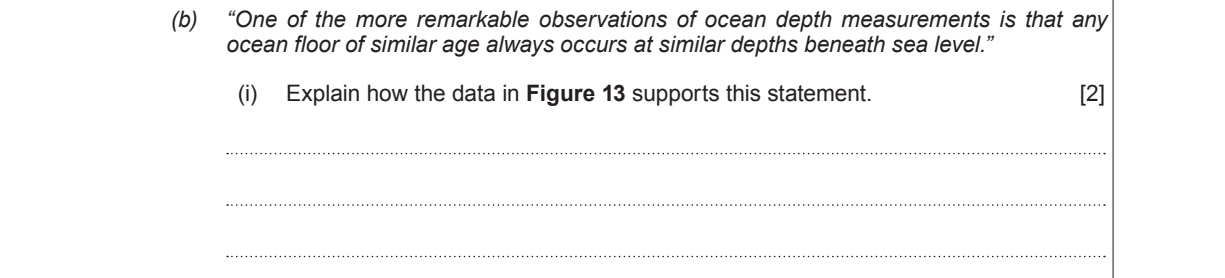 (b) “One of the more remarkable observations of ocean depth measurements is that any
ocean floor of similar age always occurs at similar depths beneath sea level.”
(i) Explain how the data in Figure 13 supports this statement. [2]